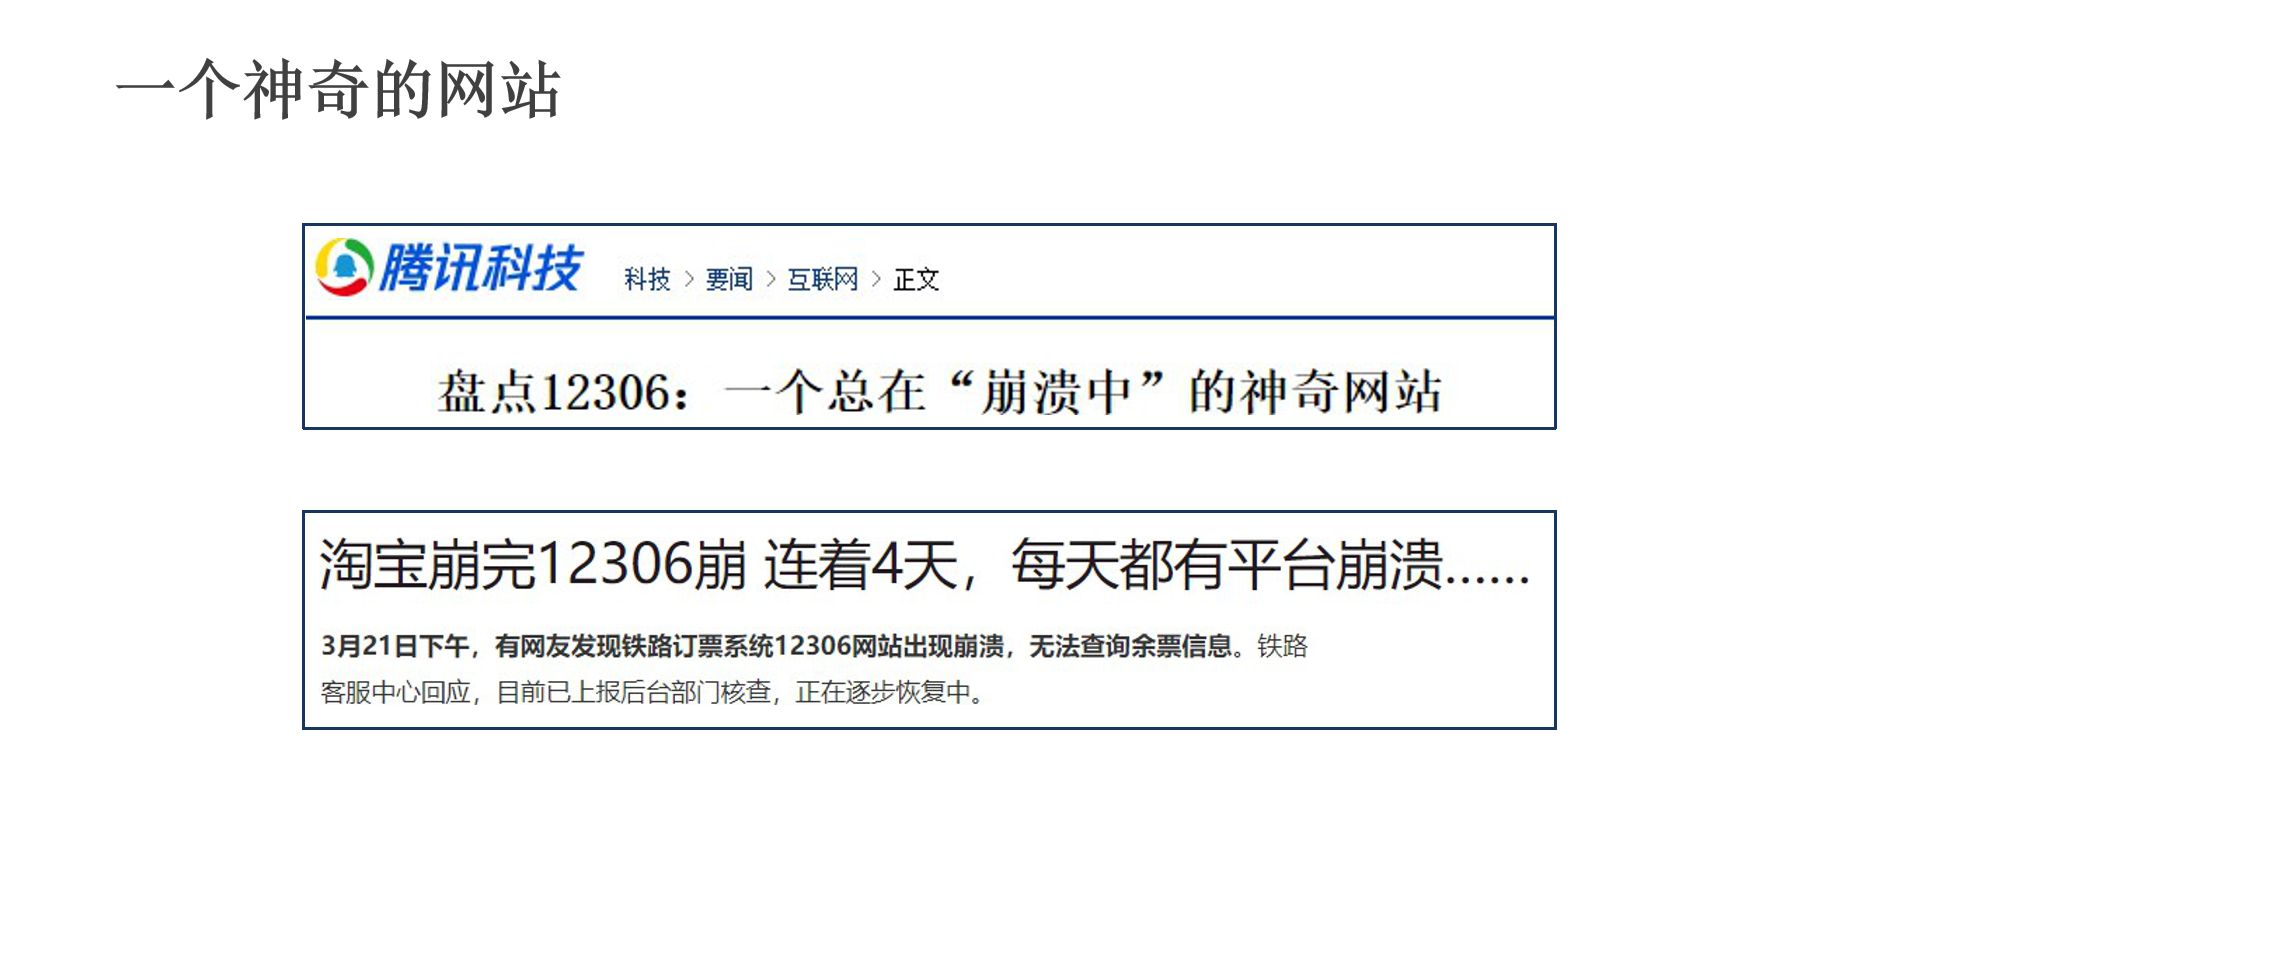 一个神奇的网站
腾讯科技 科技 > 要闻 > 互联网 > 正文
盘点12306：一个总在“崩溃中”的神奇网站
淘宝崩完12306崩 连着4天，每天都有平台崩溃......
3月21日下午，有网友发现铁路订票系统12306网站出现崩溃，无法查询余票信息。铁路
客服中心回应，目前已上报后台部门核查，正在逐步恢复中。